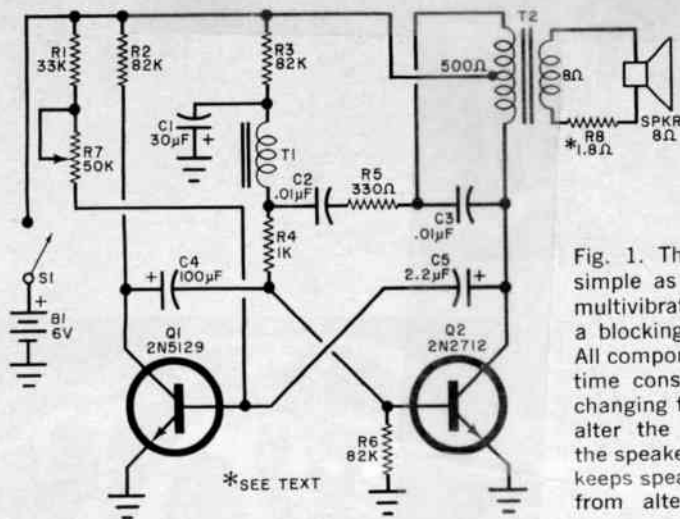 R1
33K
R2
82K
R3
82K
T2
500Ω
8Ω
SPKR
8Ω
*R8
1.8Ω
C1
30µF
+
T1
R7
50K
C2
.01µF
R5
330Ω
C3
.01µF
R4
1K
S1
+
B1
6V
+
C4
100µF
C5
2.2µF
+
Q1
2N5129
Q2
2N2712
R6
82K
*SEE TEXT
Fig. 1. Th
simple as
multivibrat
a blocking
All compor
time cons
changing t
alter the
the speake
keeps spea
from alte